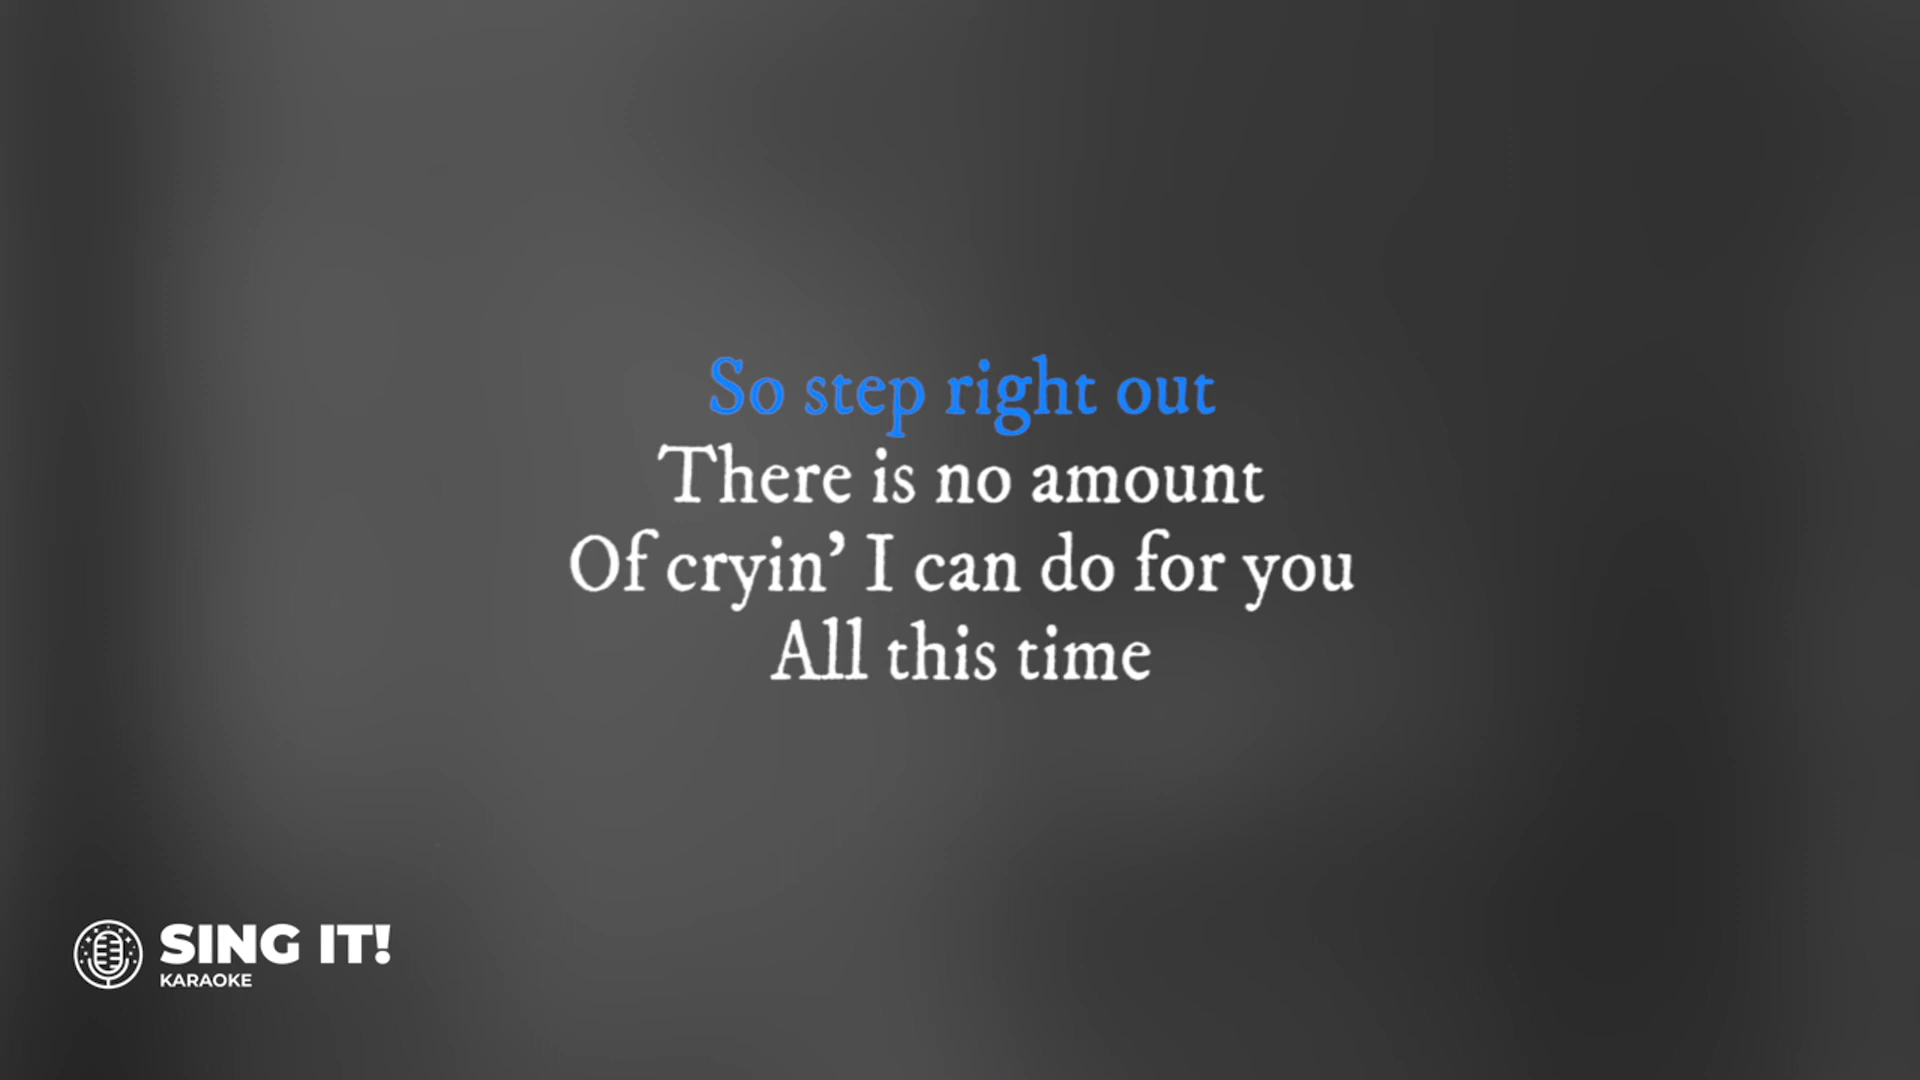 So step right out
There is no amount
Of cryin’ I can do for you
All this time
SING IT!
KARAOKE